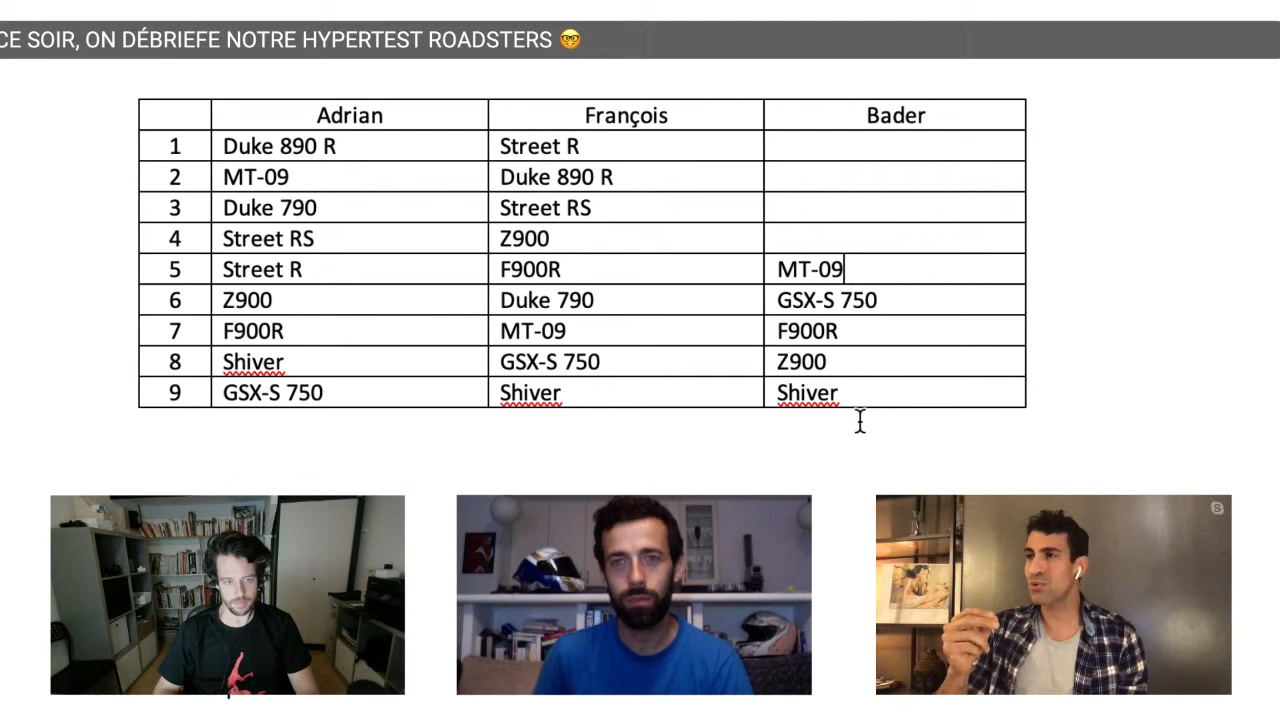 CE SOIR, ON DÉBRIEFE NOTRE HYPERTEST ROADSTERS 🤓
Adrian François Bader
1 Duke 890 R Street R
2 MT-09 Duke 890 R
3 Duke 790 Street RS
4 Street RS Z900
5 Street R F900R MT-09
6 Z900 Duke 790 GSX-S 750
7 F900R MT-09 F900R
8 Shiver GSX-S 750 Z900
9 GSX-S 750 Shiver Shiver
S